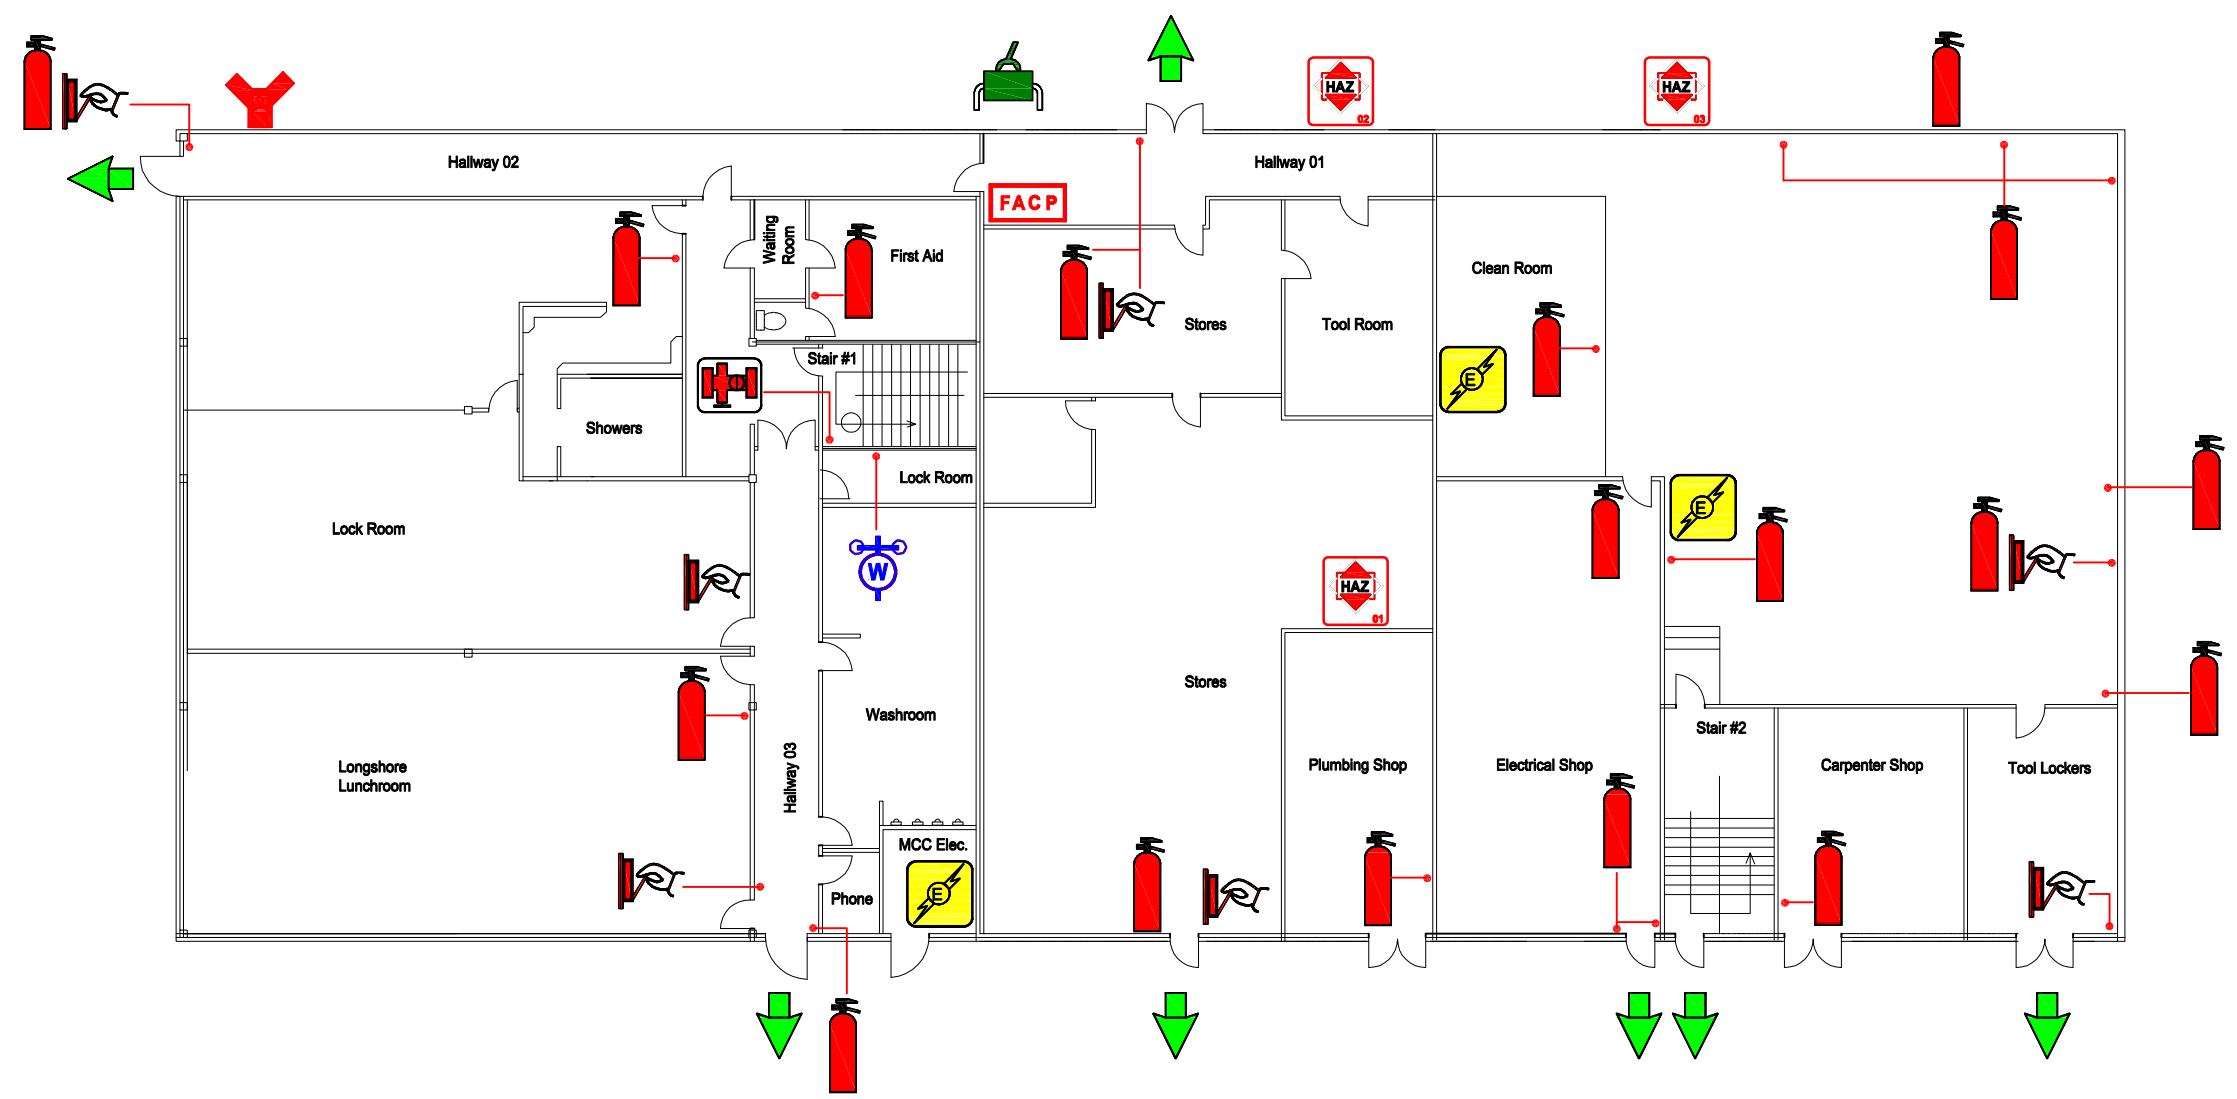 HAZ
02
HAZ
03
Hallway 02
Hallway 01
FACP
Waiting
Room
First Aid
Clean Room
Stores
Tool Room
Stair #1
E
Showers
Lock Room
E
Lock Room
W
HAZ
01
Stores
Washroom
Stair #2
Hallway 03
Longshore
Lunchroom
Plumbing Shop
Electrical Shop
Carpenter Shop
Tool Lockers
MCC Elec.
E
Phone